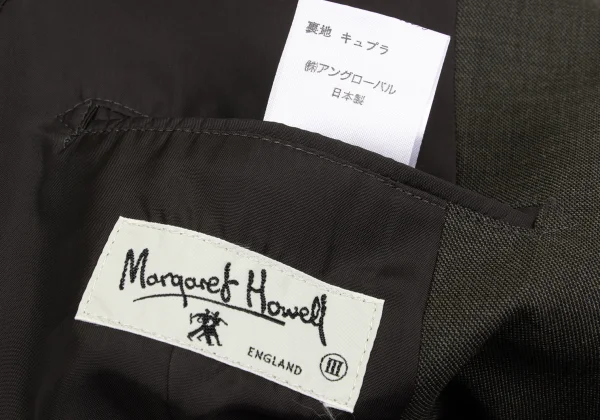 裏地 キュプラ
㈱アングローバル
日本製
Margaret Howell
ENGLAND
III